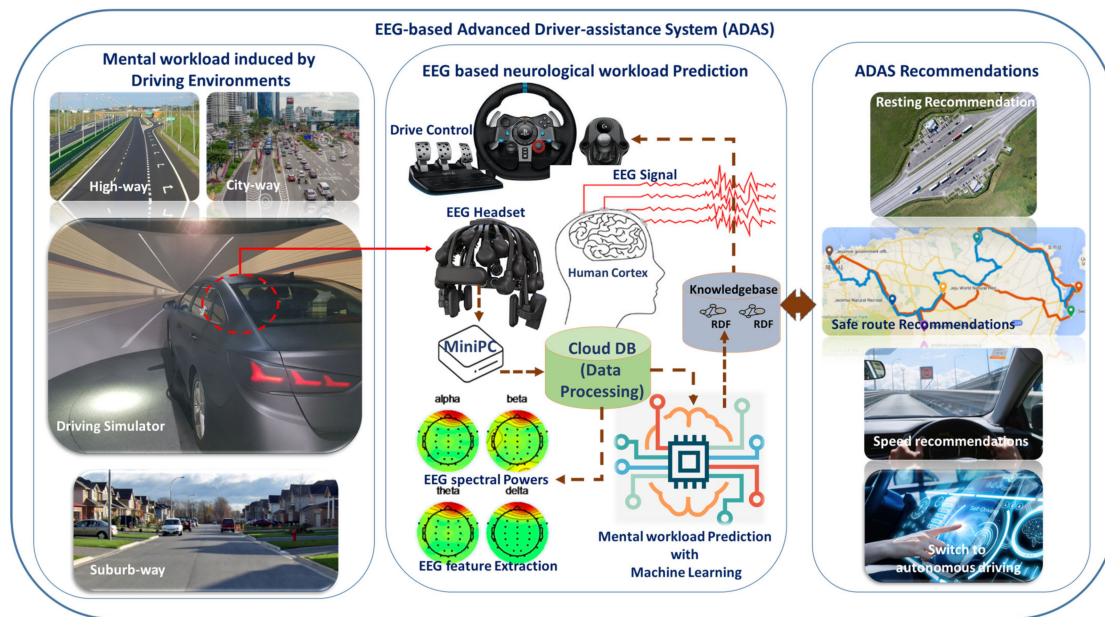 EEG-based Advanced Driver-assistance System (ADAS)
Mental workload induced by
Driving Environments
High-way
City-way
Driving Simulator
Suburb-way
EEG based neurological workload Prediction
Drive Control
EEG Signal
EEG Headset
Human Cortex
MiniPC
Cloud DB
(Data
Processing)
Knowledgebase
RDF
RDF
alpha
beta
EEG spectral Powers
theta
delta
EEG feature Extraction
Mental workload Prediction
with
Machine Learning
ADAS Recommendations
Resting Recommendation
Safe route Recommendations
Speed recommendations
Switch to
autonomous driving